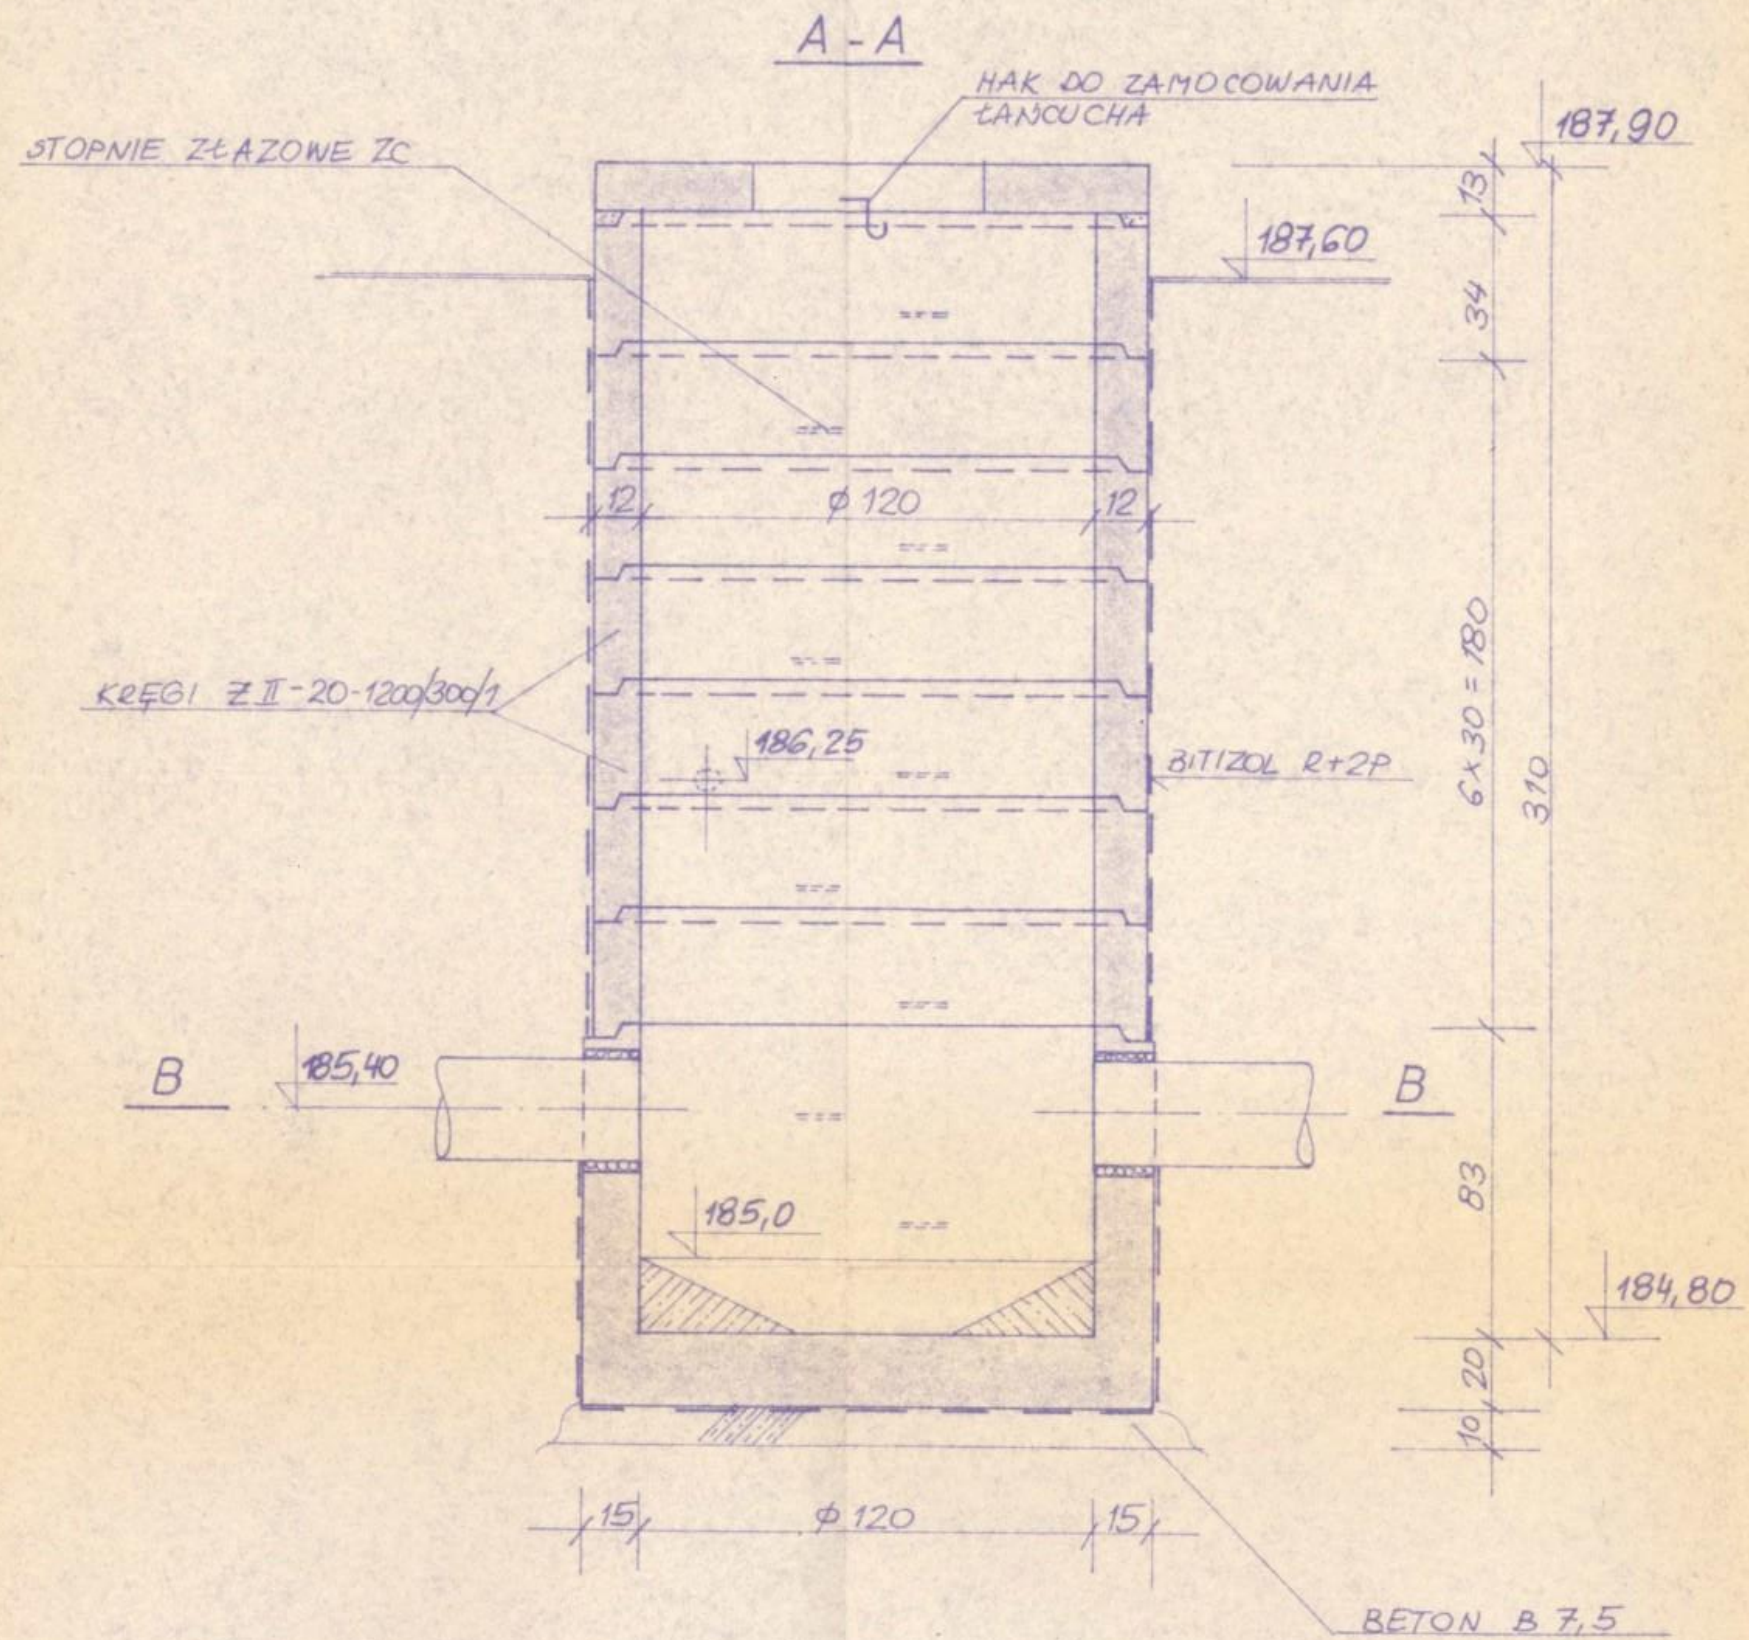 A-A
HAK DO ZAMOCOWANIA
ŁAŃCUCHA
187,90
STOPNIE ZŁAZOWE ZC
13
187,60
34
12
ϕ 120
12
KRĘGI Z II-20-1200/300/1
186,25
BITIZOL R+2P
6x30=180
310
B
185,40
B
83
185,0
184,80
20
10
15
ϕ 120
15
BETON B 7,5